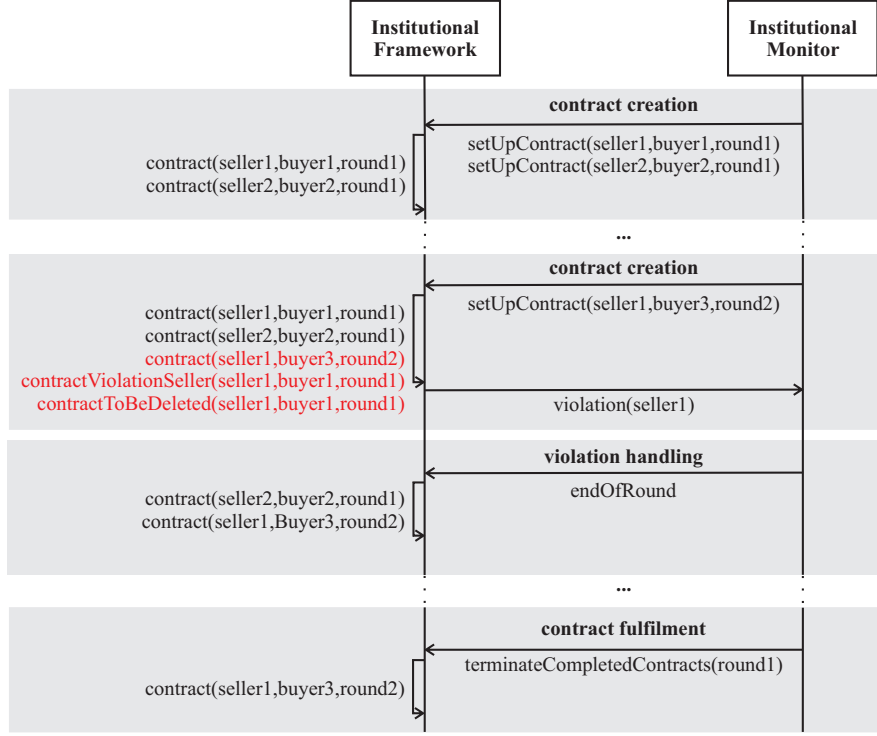 Institutional
Framework
Institutional
Monitor
contract creation
setUpContract(seller1,buyer1,round1)
setUpContract(seller2,buyer2,round1)
contract(seller1,buyer1,round1)
contract(seller2,buyer2,round1)
...
contract creation
setUpContract(seller1,buyer3,round2)
contract(seller1,buyer1,round1)
contract(seller2,buyer2,round1)
contract(seller1,buyer3,round2)
contractViolationSeller(seller1,buyer1,round1)
contractToBeDeleted(seller1,buyer1,round1)
violation(seller1)
violation handling
endOfRound
contract(seller2,buyer2,round1)
contract(seller1,Buyer3,round2)
...
contract fulfilment
terminateCompletedContracts(round1)
contract(seller1,buyer3,round2)